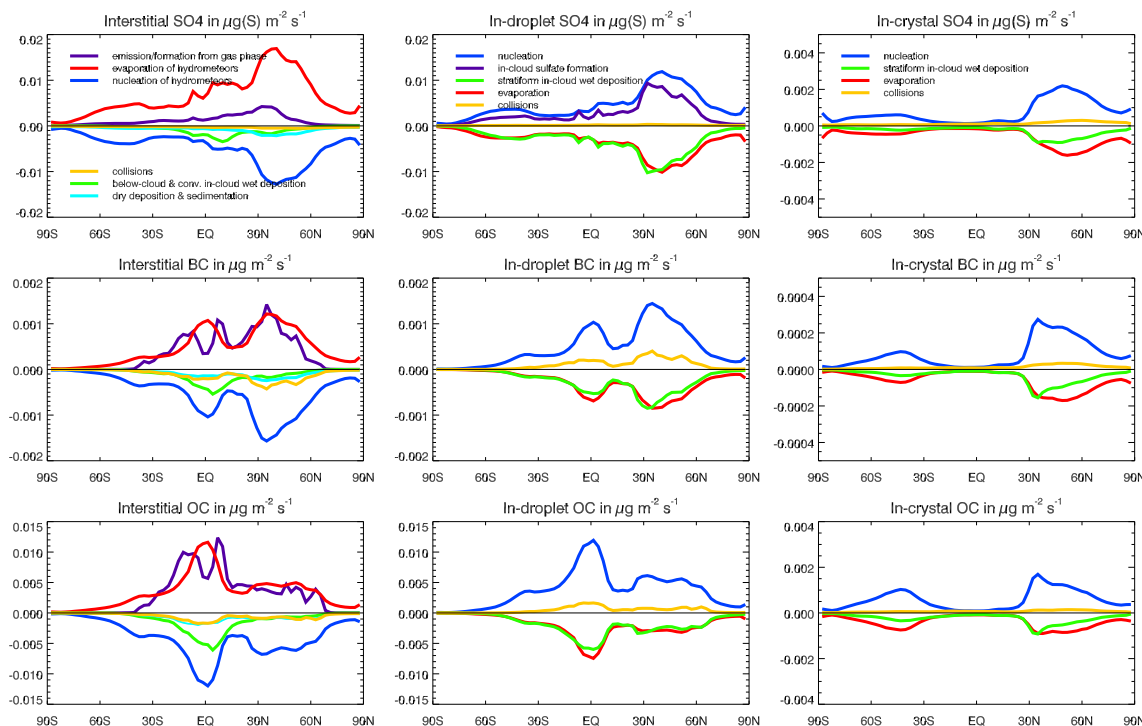 Interstitial SO4 in μg(S) m⁻² s⁻¹
0.02
0.01
0.00
-0.01
-0.02
emission/formation from gas phase
evaporation of hydrometeors
nucleation of hydrometeors
collisions
below-cloud & conv. in-cloud wet deposition
dry deposition & sedimentation
90S 60S 30S EQ 30N 60N 90N
In-droplet SO4 in μg(S) m⁻² s⁻¹
0.02
0.01
0.00
-0.01
-0.02
nucleation
in-cloud sulfate formation
stratiform in-cloud wet deposition
evaporation
collisions
90S 60S 30S EQ 30N 60N 90N
In-crystal SO4 in μg(S) m⁻² s⁻¹
0.004
0.002
0.000
-0.002
-0.004
nucleation
stratiform in-cloud wet deposition
evaporation
collisions
90S 60S 30S EQ 30N 60N 90N
Interstitial BC in μg m⁻² s⁻¹
0.002
0.001
0.000
-0.001
-0.002
90S 60S 30S EQ 30N 60N 90N
In-droplet BC in μg m⁻² s⁻¹
0.002
0.001
0.000
-0.001
-0.002
90S 60S 30S EQ 30N 60N 90N
In-crystal BC in μg m⁻² s⁻¹
0.0004
0.0002
0.0000
-0.0002
-0.0004
90S 60S 30S EQ 30N 60N 90N
Interstitial OC in μg m⁻² s⁻¹
0.015
0.010
0.005
0.000
-0.005
-0.010
-0.015
90S 60S 30S EQ 30N 60N 90N
In-droplet OC in μg m⁻² s⁻¹
0.015
0.010
0.005
0.000
-0.005
-0.010
-0.015
90S 60S 30S EQ 30N 60N 90N
In-crystal OC in μg m⁻² s⁻¹
0.004
0.002
0.000
-0.002
-0.004
90S 60S 30S EQ 30N 60N 90N